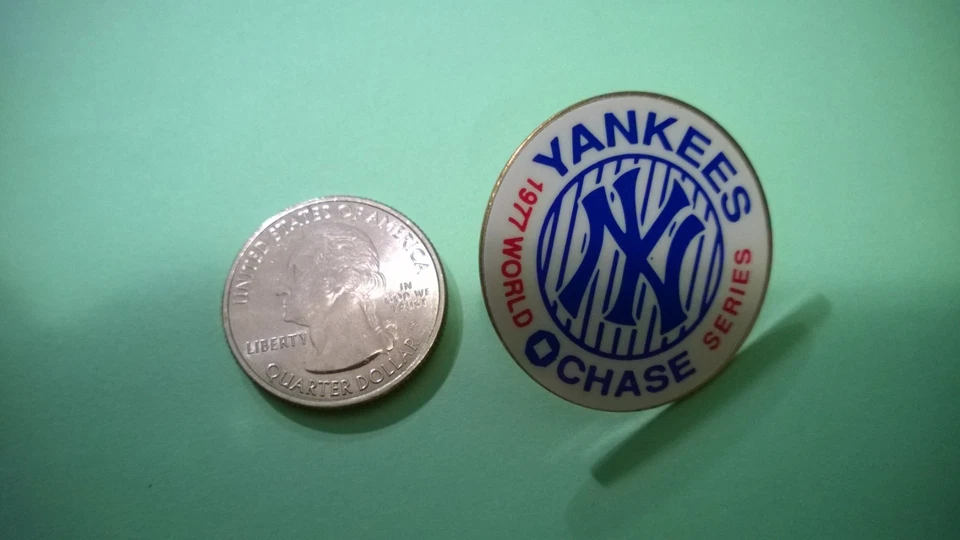 UNITED STATES OF AMERICA
LIBERTY
IN
GOD WE
TRUST
QUARTER DOLLAR
YANKEES
1977 WORLD
SERIES
NY
CHASE